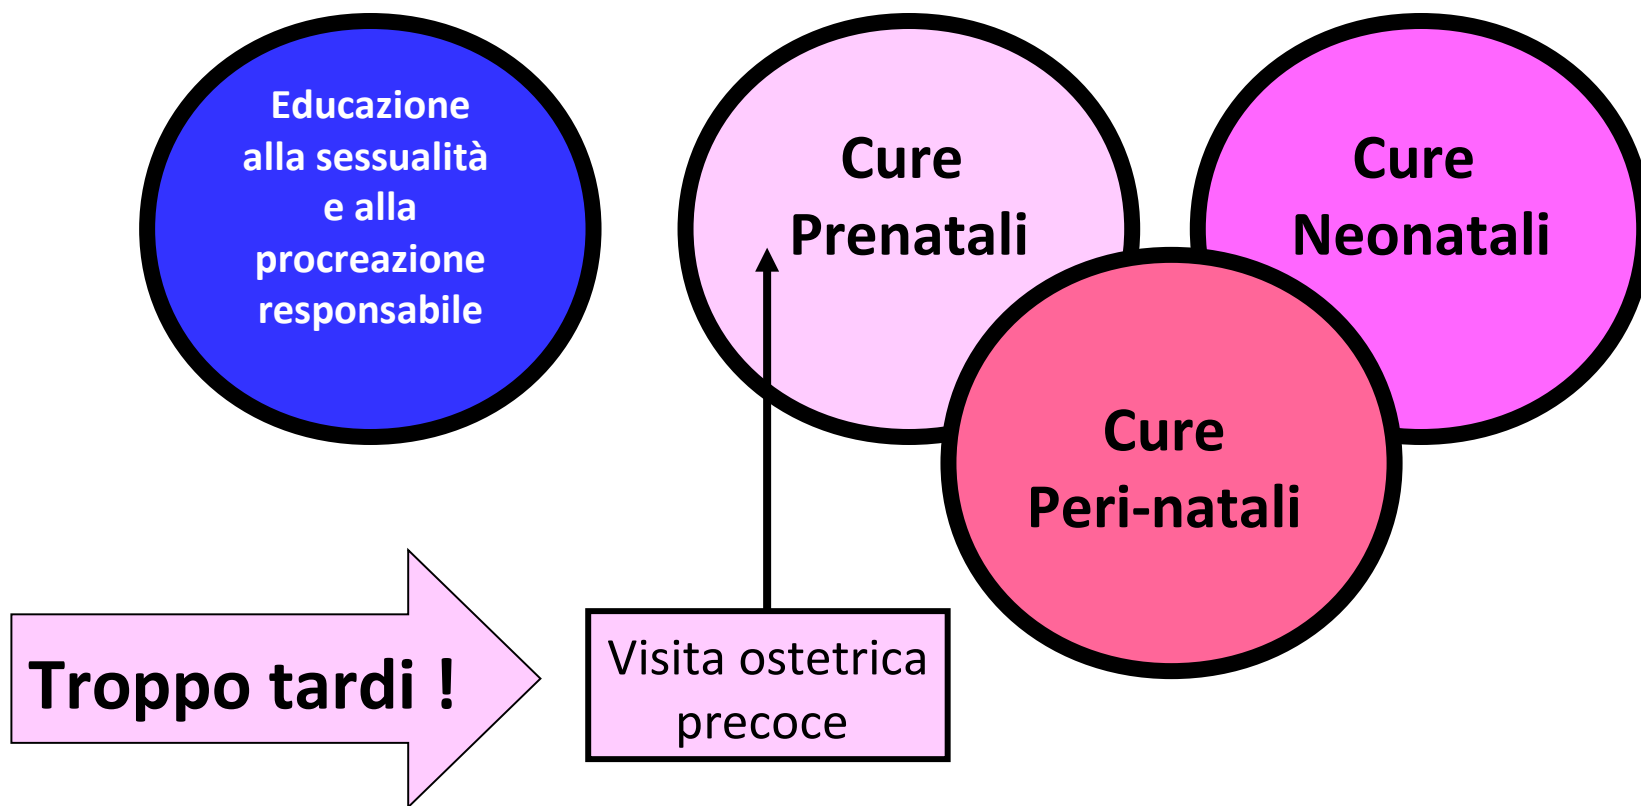 Educazione
alla sessualità
e alla
procreazione
responsabile
Cure
Prenatali
Cure
Neonatali
Cure
Peri-natali
Troppo tardi !
Visita ostetrica
precoce